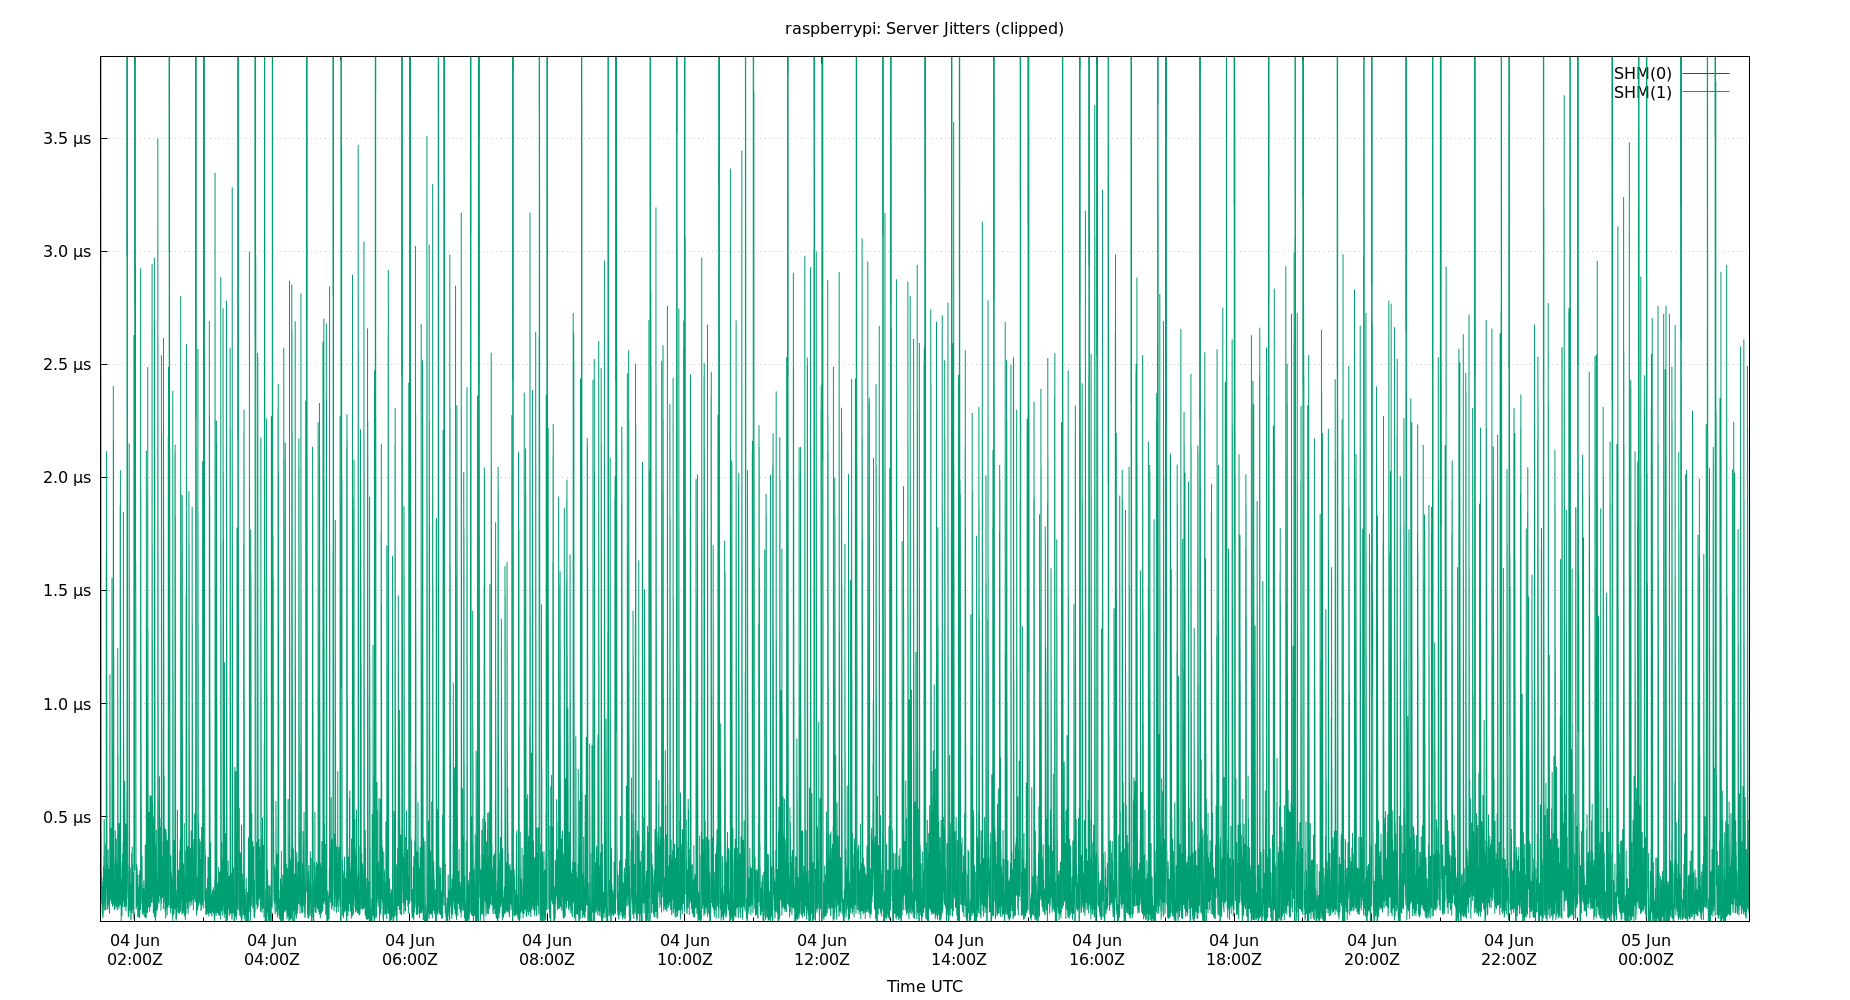 raspberrypi: Server Jitters (clipped)
SHM(0)
SHM(1)
3.5 µs
3.0 µs
2.5 µs
2.0 µs
1.5 µs
1.0 µs
0.5 µs
04 Jun 04 Jun 04 Jun 04 Jun 04 Jun 04 Jun 04 Jun 04 Jun 04 Jun 04 Jun 04 Jun 05 Jun
02:00Z 04:00Z 06:00Z 08:00Z 10:00Z 12:00Z 14:00Z 16:00Z 18:00Z 20:00Z 22:00Z 00:00Z
Time UTC